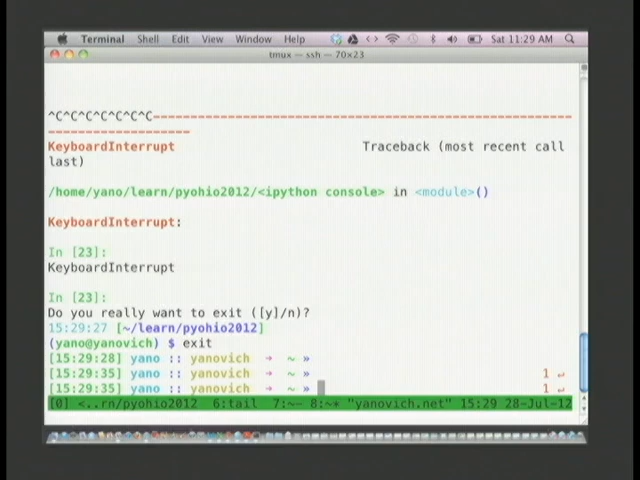 Terminal Shell Edit View Window Help Sat 11:29 AM
tmux — ssh — 70×23
^C^C^C^C^C^C^C---------------------------------------------------------
-------------------
KeyboardInterrupt Traceback (most recent call
last)
/home/yano/learn/pyohio2012/<ipython console> in <module>()
KeyboardInterrupt:
In [23]:
KeyboardInterrupt
In [23]:
Do you really want to exit ([y]/n)?
15:29:27 [~/learn/pyohio2012]
(yano@yanovich) $ exit
[15:29:28] yano :: yanovich → ~ »
[15:29:35] yano :: yanovich → ~ » 1 ↵
[15:29:35] yano :: yanovich → ~ » 1 ↵
[0] <..rn/pyohio2012 6:tail 7:~- 8:~* "yanovich.net" 15:29 28-Jul-12